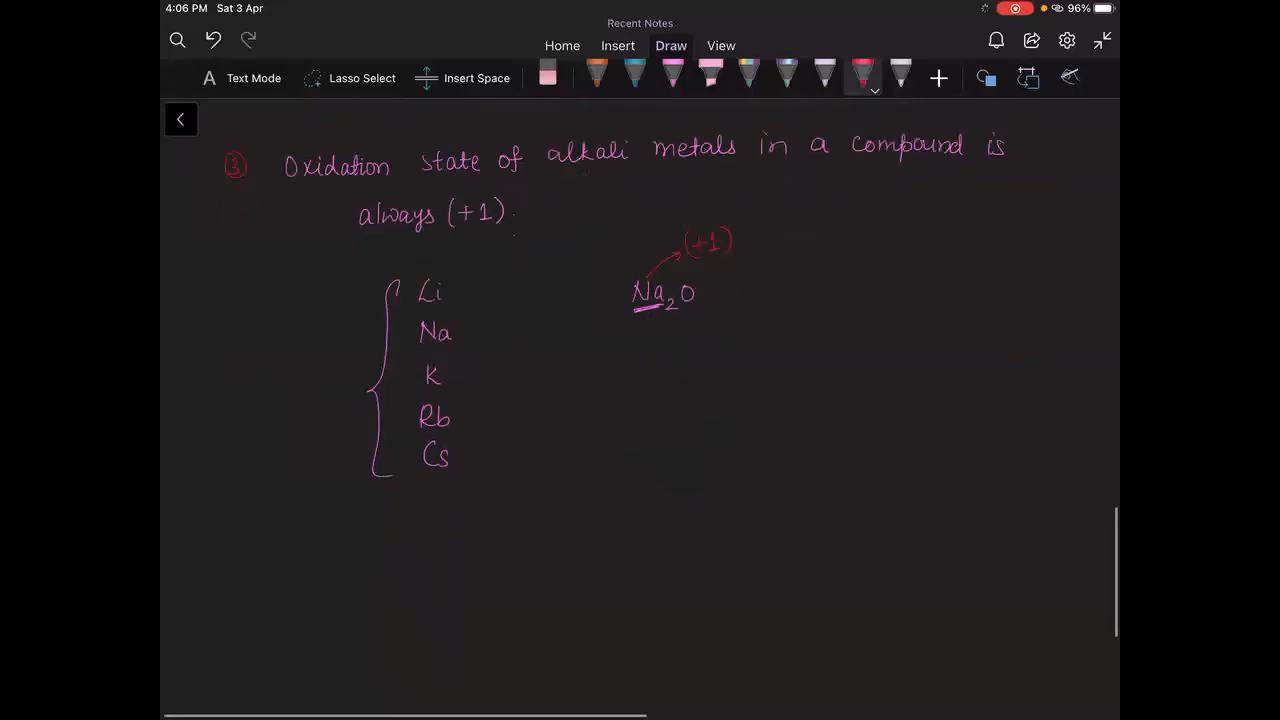 4:06 PM Sat 3 Apr 96%
Recent Notes
Home Insert Draw View
A Text Mode Lasso Select Insert Space
③ Oxidation state of alkali metals in a compound is
always (+1).
(+1)
Li Na₂O
Na
K
Rb
Cs